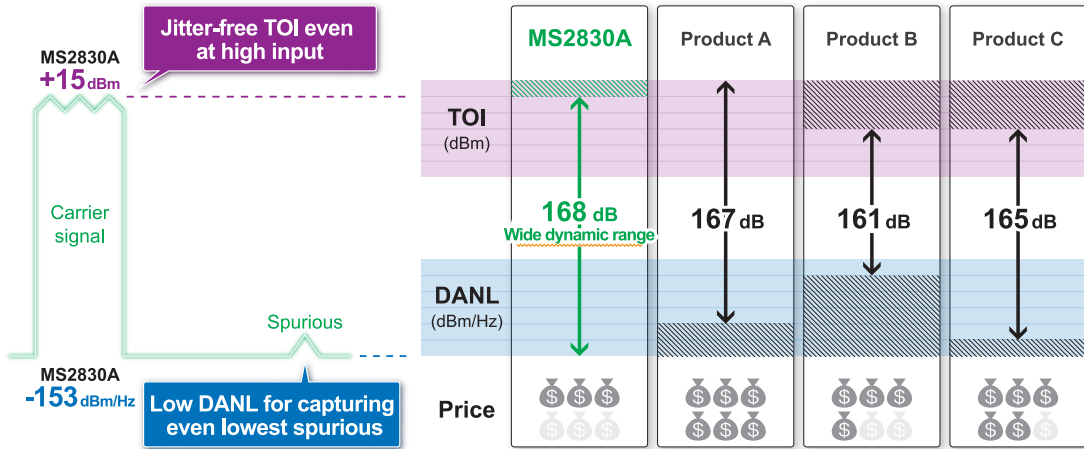 Jitter-free TOI even
at high input
MS2830A
+15 dBm
Carrier
signal
Spurious
MS2830A
-153 dBm/Hz
Low DANL for capturing
even lowest spurious
MS2830A
Product A
Product B
Product C
TOI
(dBm)
168 dB
Wide dynamic range
167 dB
161 dB
165 dB
DANL
(dBm/Hz)
Price
$ $ $ $ $ $ $ $ $ $ $ $
$ $ $ $ $ $ $ $ $ $ $ $